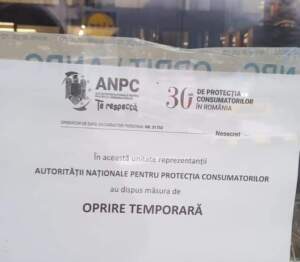 ANPC
Te respectă
30 DE PROTECȚIA
CONSUMATORILOR
ÎN ROMÂNIA
Nesecret
În această unitate reprezentanții
AUTORITĂȚII NAȚIONALE PENTRU PROTECȚIA CONSUMATORILOR
au dispus măsura de
OPRIRE TEMPORARĂ